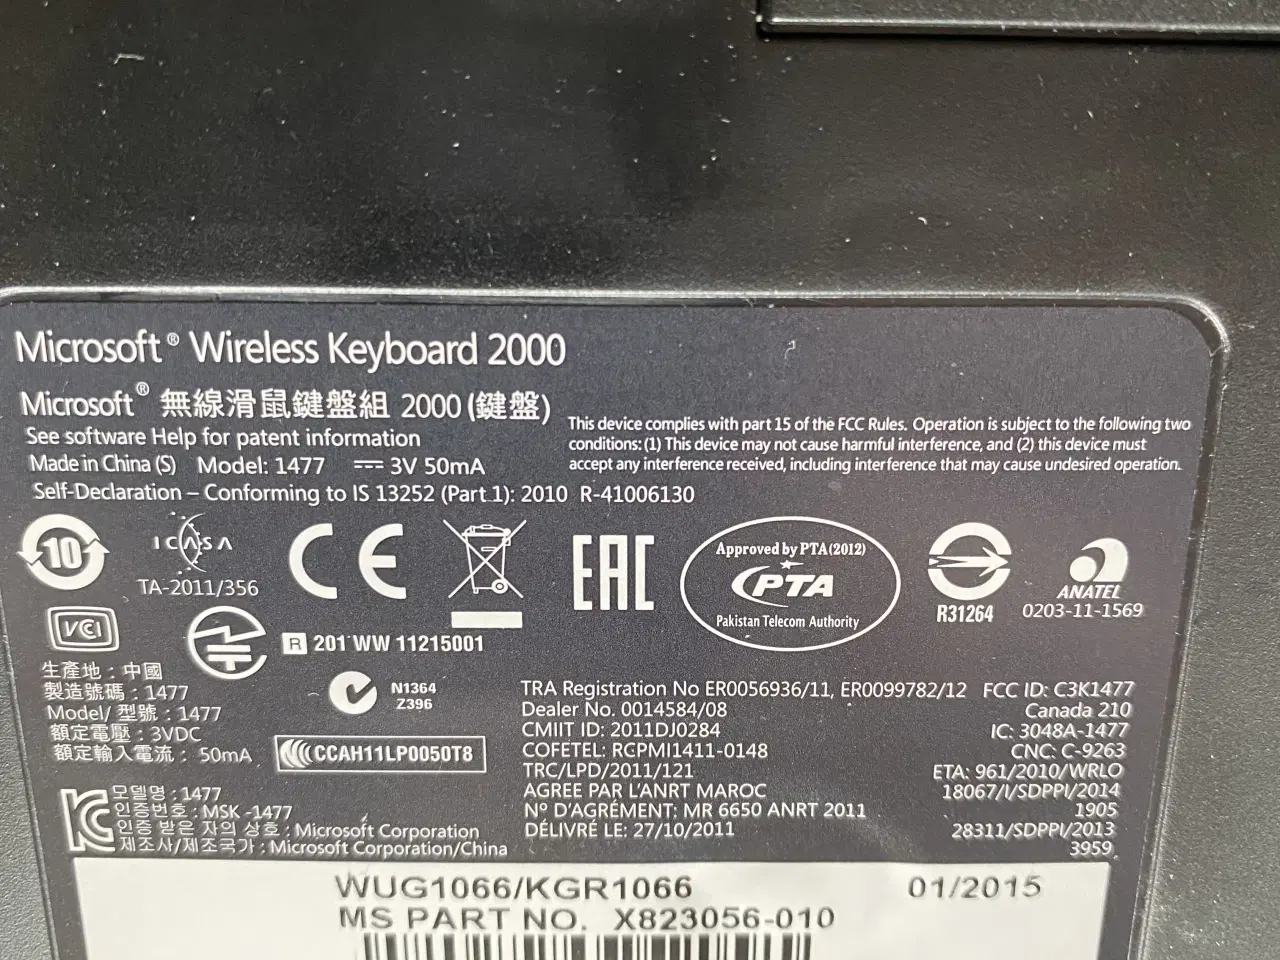 Microsoft® Wireless Keyboard 2000
Microsoft® 無線滑鼠鍵盤組 2000 (鍵盤)
See software Help for patent information
Made in China (S) Model: 1477 ⎓ 3V 50mA
Self-Declaration – Conforming to IS 13252 (Part 1): 2010 R-41006130
This device complies with part 15 of the FCC Rules. Operation is subject to the following two
conditions: (1) This device may not cause harmful interference, and (2) this device must
accept any interference received, including interference that may cause undesired operation.
10
ICASA
TA-2011/356
CE
EAC
Approved by PTA (2012)
PTA
Pakistan Telecom Authority
R31264
ANATEL
0203-11-1569
VCI
R 201 WW 11215001
生產地：中國
製造號碼：1477
Model/ 型號：1477
額定電壓：3VDC
額定輸入電流： 50mA
N1364
Z396
CCAH11LP0050T8
TRA Registration No ER0056936/11, ER0099782/12
Dealer No. 0014584/08
CMIIT ID: 2011DJ0284
COFETEL: RCPMI1411-0148
TRC/LPD/2011/121
AGREE PAR L'ANRT MAROC
Nº D'AGRÉMENT: MR 6650 ANRT 2011
DÉLIVRÉ LE: 27/10/2011
FCC ID: C3K1477
Canada 210
IC: 3048A-1477
CNC: C-9263
ETA: 961/2010/WRLO
18067/I/SDPPI/2014
1905
28311/SDPPI/2013
3959
모델명 : 1477
인증번호 : MSK -1477
인증 받은 자의 상호 : Microsoft Corporation
제조사/제조국가 : Microsoft Corporation/China
WUG1066/KGR1066 01/2015
MS PART NO. X823056-010